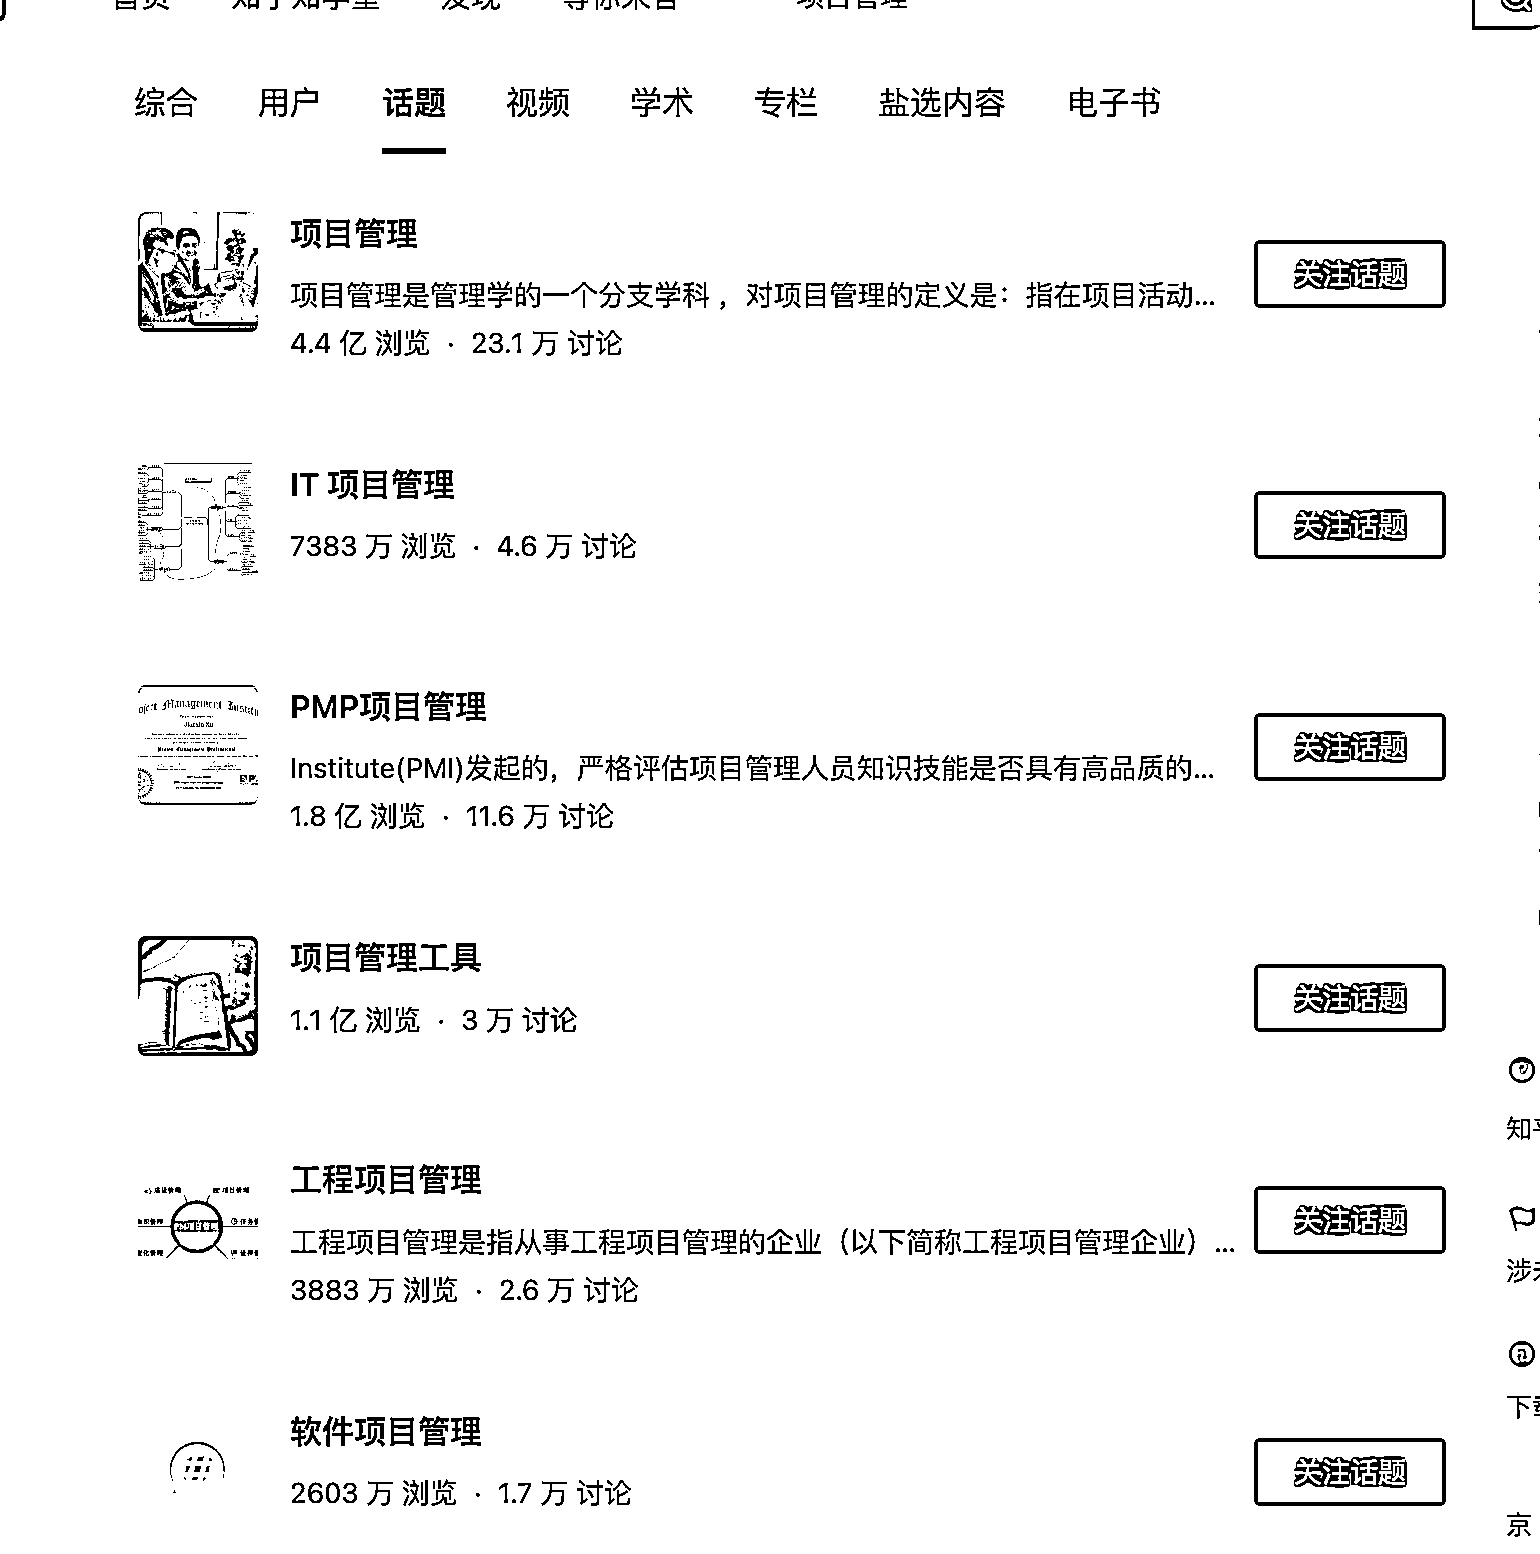 项目管理
综合 用户 话题 视频 学术 专栏 盐选内容 电子书
项目管理
项目管理是管理学的一个分支学科，对项目管理的定义是：指在项目活动...
4.4 亿 浏览 · 23.1 万 讨论
关注话题
IT 项目管理
7383 万 浏览 · 4.6 万 讨论
关注话题
PMP项目管理
Institute(PMI)发起的，严格评估项目管理人员知识技能是否具有高品质的...
1.8 亿 浏览 · 11.6 万 讨论
关注话题
项目管理工具
1.1 亿 浏览 · 3 万 讨论
关注话题
工程项目管理
工程项目管理是指从事工程项目管理的企业（以下简称工程项目管理企业）...
3883 万 浏览 · 2.6 万 讨论
关注话题
软件项目管理
2603 万 浏览 · 1.7 万 讨论
关注话题
知
涉
下
京